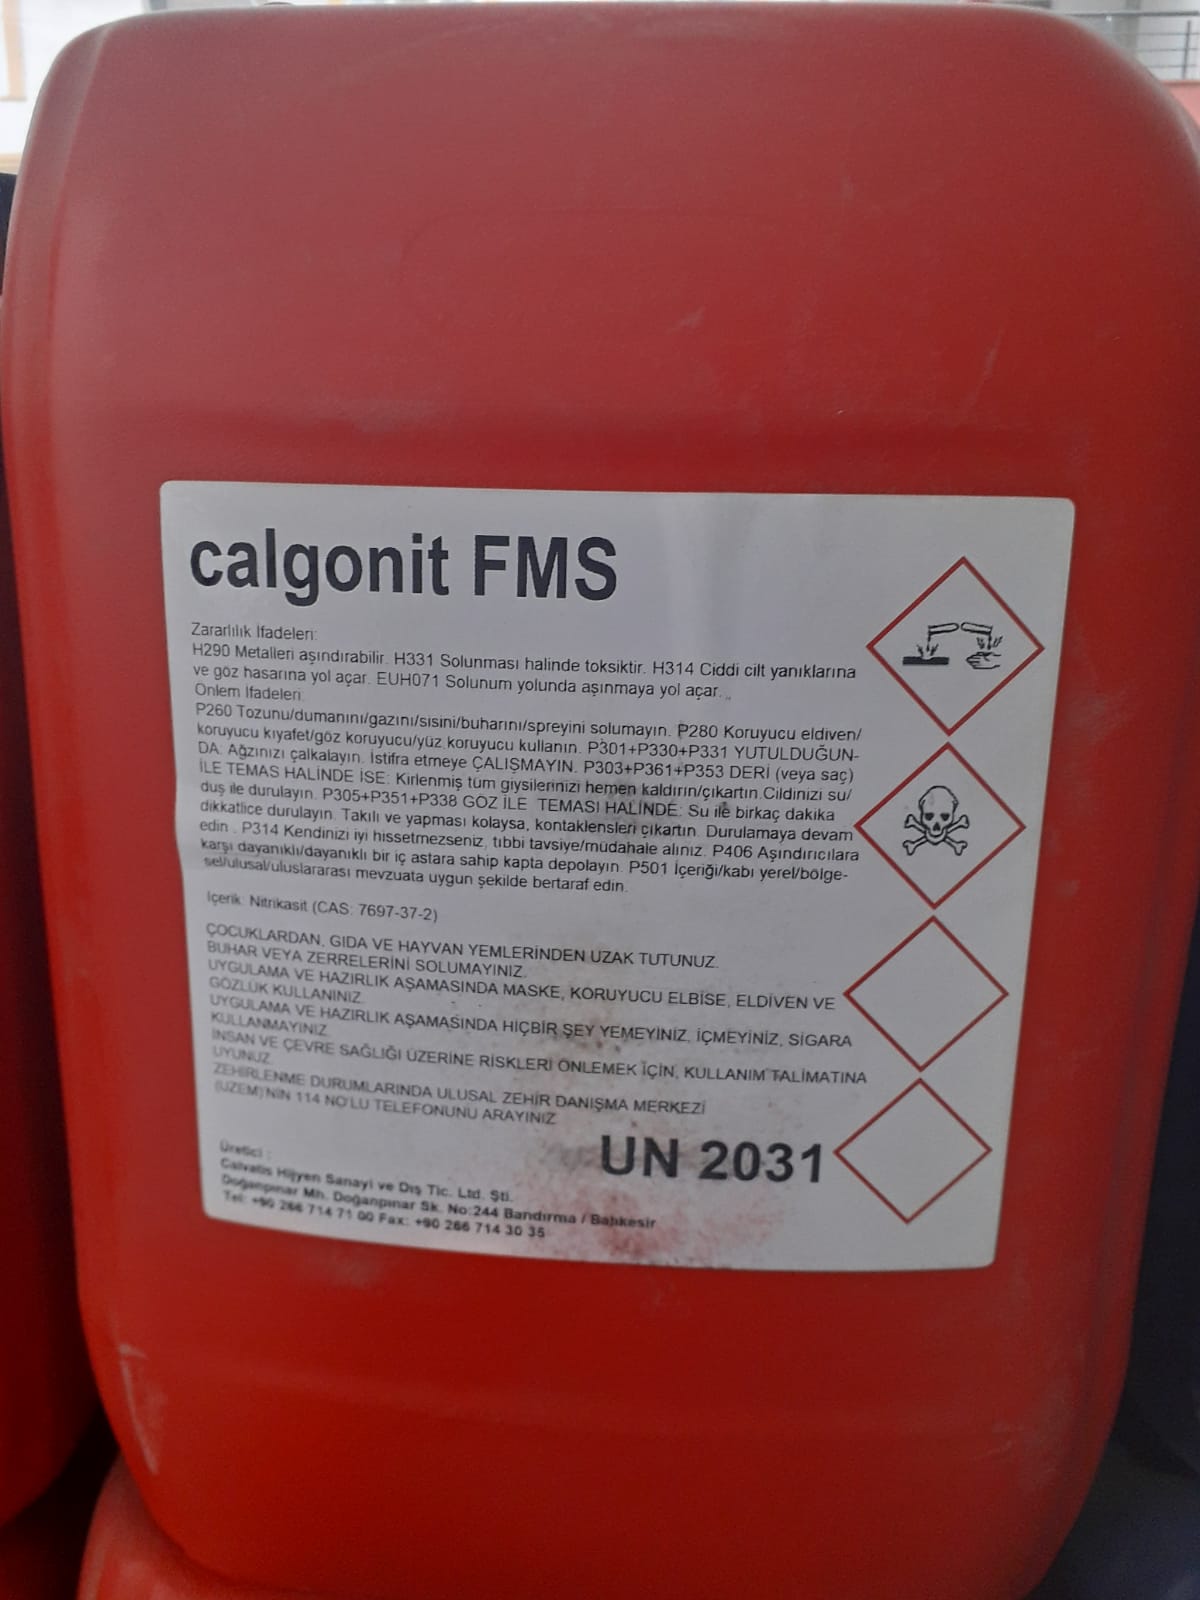 calgonit FMS
Zararlılık İfadeleri:
H290 Metalleri aşındırabilir. H331 Solunması halinde toksiktir. H314 Ciddi cilt yanıklarına
ve göz hasarına yol açar. EUH071 Solunum yolunda aşınmaya yol açar. ,,
Önlem İfadeleri:
P260 Tozunu/dumanını/gazını/sisini/buharını/spreyini solumayın. P280 Koruyucu eldiven/
koruyucu kıyafet/göz koruyucu/yüz koruyucu kullanın. P301+P330+P331 YUTULDUĞUN-
DA: Ağzınızı çalkalayın. İstifra etmeye ÇALIŞMAYIN. P303+P361+P353 DERİ (veya saç)
İLE TEMAS HALİNDE İSE: Kirlenmiş tüm giysilerinizi hemen kaldırın/çıkartın.Cildinizi su/
duş ile durulayın. P305+P351+P338 GÖZ İLE TEMASI HALİNDE: Su ile birkaç dakika
dikkatlice durulayın. Takılı ve yapması kolaysa, kontaklensleri çıkartın. Durulamaya devam
edin . P314 Kendinizi iyi hissetmezseniz, tıbbi tavsiye/müdahale alınız. P406 Aşındırıcılara
karşı dayanıklı/dayanıklı bir iç astara sahip kapta depolayın. P501 İçeriği/kabı yerel/bölge-
sel/ulusal/uluslararası mevzuata uygun şekilde bertaraf edin.
İçerik: Nitrikasit (CAS: 7697-37-2)
ÇOCUKLARDAN, GIDA VE HAYVAN YEMLERİNDEN UZAK TUTUNUZ.
BUHAR VEYA ZERRELERİNİ SOLUMAYINIZ.
UYGULAMA VE HAZIRLIK AŞAMASINDA MASKE, KORUYUCU ELBİSE, ELDİVEN VE
GÖZLÜK KULLANINIZ.
UYGULAMA VE HAZIRLIK AŞAMASINDA HİÇBİR ŞEY YEMEYİNİZ, İÇMEYİNİZ, SİGARA
KULLANMAYINIZ.
İNSAN VE ÇEVRE SAĞLIĞI ÜZERİNE RİSKLERİ ÖNLEMEK İÇİN, KULLANIM TALİMATINA
UYUNUZ.
ZEHİRLENME DURUMLARINDA ULUSAL ZEHİR DANIŞMA MERKEZİ
(UZEM)'NİN 114 NO'LU TELEFONUNU ARAYINIZ
UN 2031
Üretici :
Calvatis Hijyen Sanayi ve Dış Tic. Ltd. Şti.
Doğanpınar Mh. Doğanpınar Sk. No:244 Bandırma / Balıkesir
Tel: +90 266 714 71 00 Fax: +90 266 714 30 35